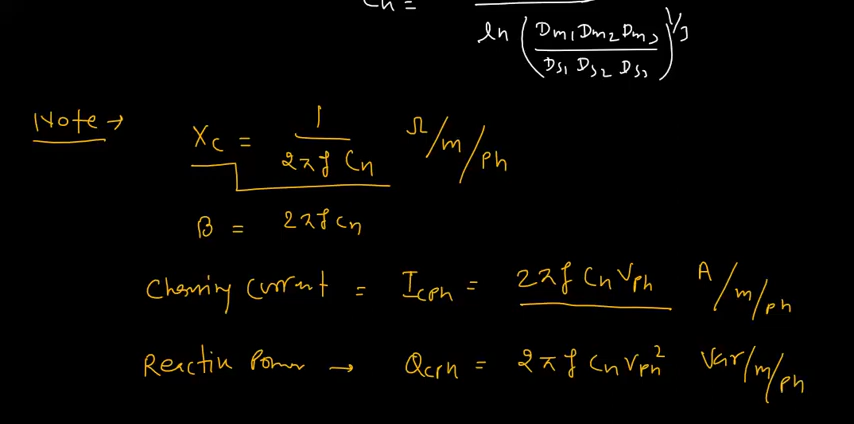 Cn =
ln ( Dm1 Dm2 Dm3 / Ds1 Ds2 Ds3 )^1/3
Note →
Xc = 1 / 2πf Cn Ω/m/ph
B = 2πf Cn
Charging Current = Icph = 2πf Cn Vph A/m/ph
Reactive Power → Qcph = 2πf Cn Vph² Var/m/ph